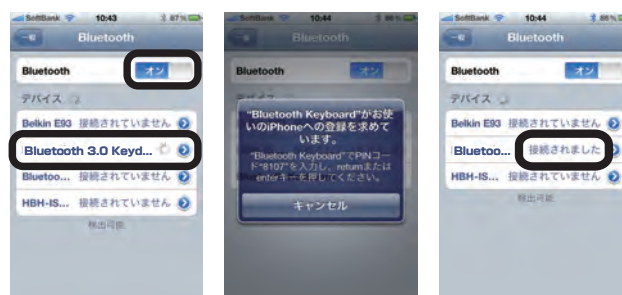 SoftBank 10:43 87%
一般 Bluetooth
Bluetooth オン
デバイス
Belkin E93 接続されていません
Bluetooth 3.0 Keyd...
Bluetoo... 接続されていません
HBH-IS... 接続されていません
検出可能
SoftBank 10:44
Bluetooth
Bluetooth オン
"Bluetooth Keyboard"がお使
いのiPhoneへの登録を求めて
います。
"Bluetooth Keyboard"でPINコー
ド"8107"を入力し、returnまたは
enterキーを押してください。
キャンセル
SoftBank 10:44
一般 Bluetooth
Bluetooth オン
デバイス
Belkin E93 接続されていません
Bluetoo... 接続されました
HBH-IS... 接続されていません
検出可能